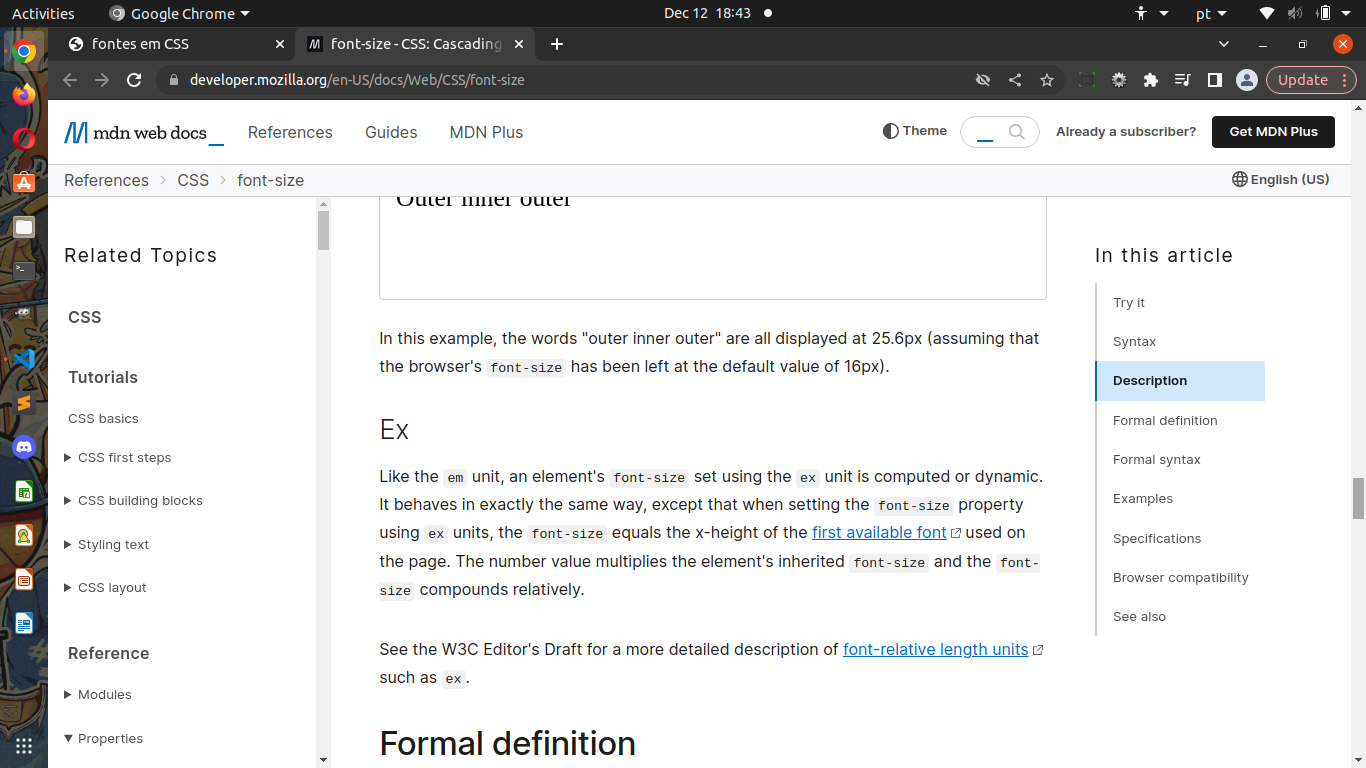 Activities Google Chrome Dec 12 18:43 pt
fontes em CSS font-size - CSS: Cascading
developer.mozilla.org/en-US/docs/Web/CSS/font-size Update
mdn web docs References Guides MDN Plus Theme Already a subscriber? Get MDN Plus
References CSS font-size English (US)
Related Topics
CSS
Tutorials
CSS basics
CSS first steps
CSS building blocks
Styling text
CSS layout
Reference
Modules
Properties
Outer inner outer
In this example, the words "outer inner outer" are all displayed at 25.6px (assuming that
the browser's font-size has been left at the default value of 16px).
Ex
Like the em unit, an element's font-size set using the ex unit is computed or dynamic.
It behaves in exactly the same way, except that when setting the font-size property
using ex units, the font-size equals the x-height of the first available font used on
the page. The number value multiplies the element's inherited font-size and the font-
size compounds relatively.
See the W3C Editor's Draft for a more detailed description of font-relative length units
such as ex.
Formal definition
In this article
Try it
Syntax
Description
Formal definition
Formal syntax
Examples
Specifications
Browser compatibility
See also